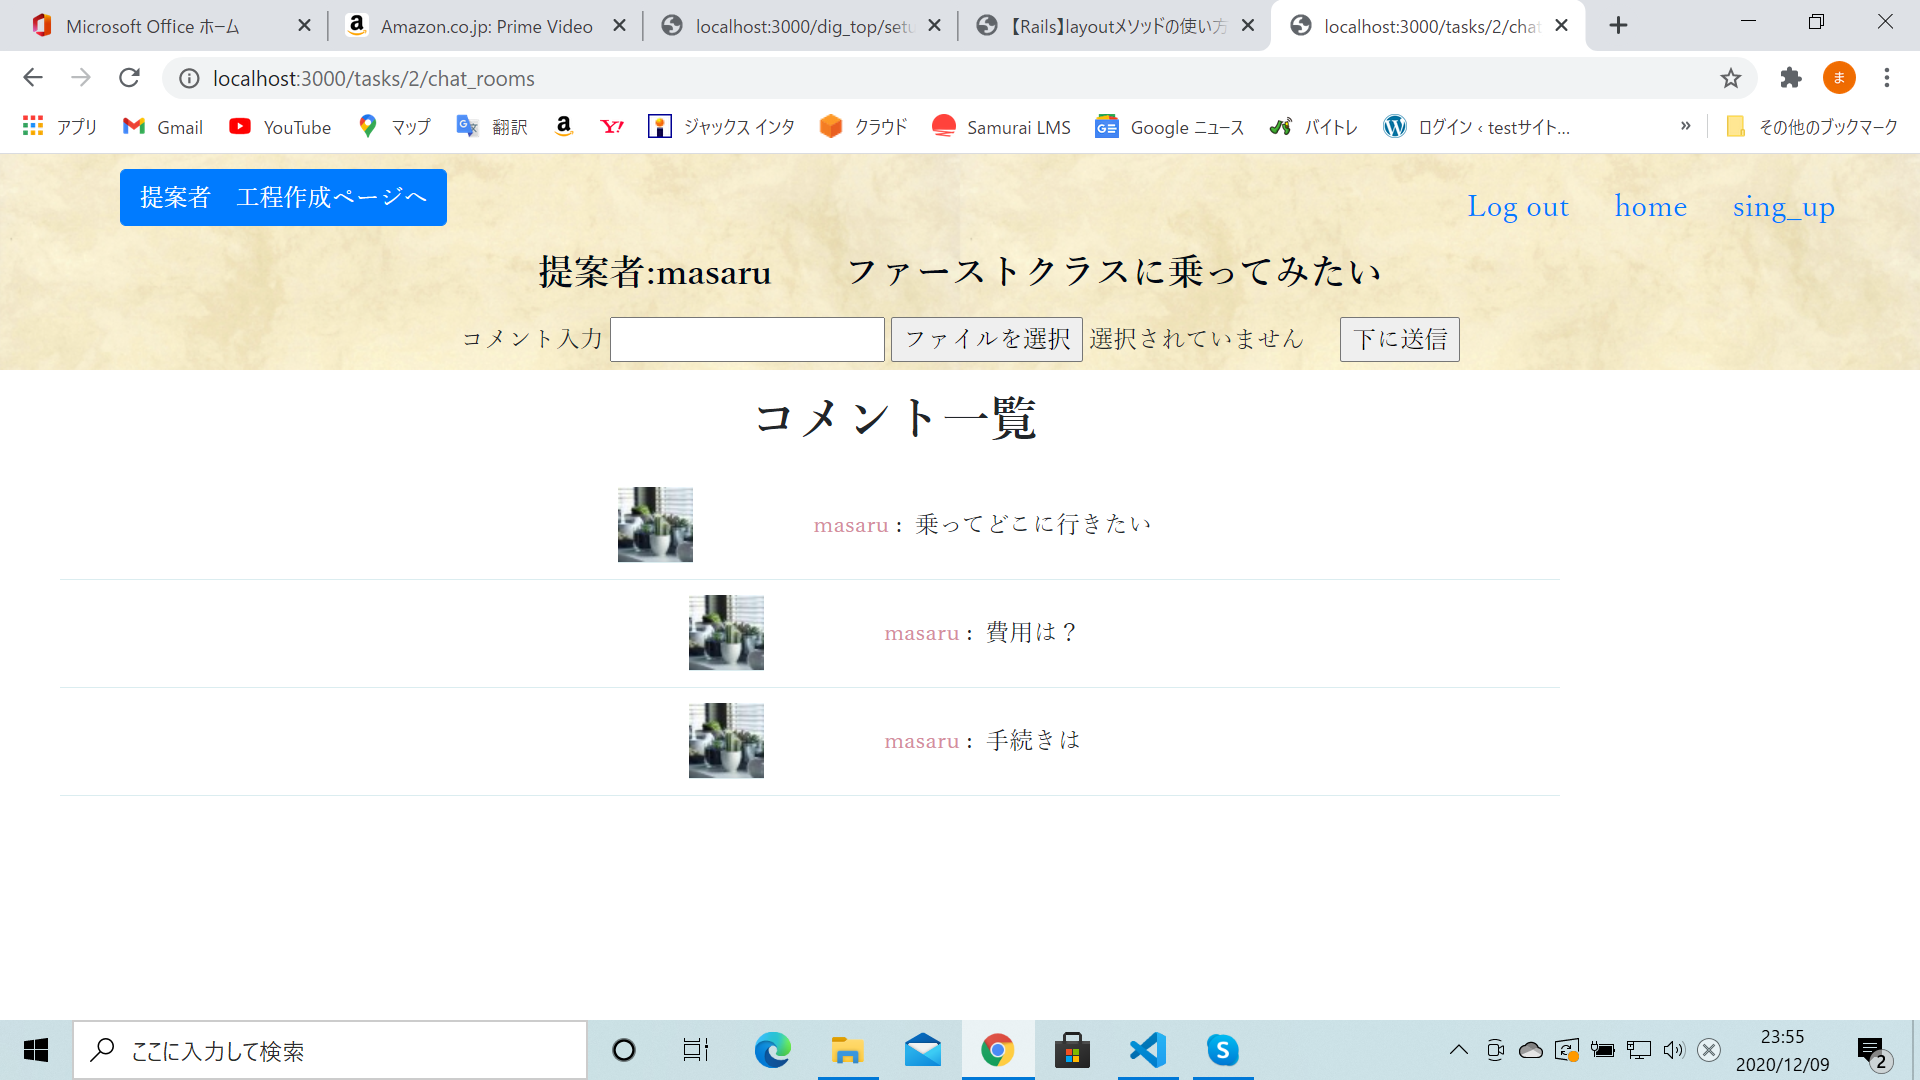 Microsoft Office ホーム
Amazon.co.jp: Prime Video
localhost:3000/dig_top/setu
【Rails】layoutメソッドの使い方
localhost:3000/tasks/2/chat
localhost:3000/tasks/2/chat_rooms
ま
アプリ
Gmail
YouTube
マップ
翻訳
ジャックス インタ
クラウド
Samurai LMS
Google ニュース
バイトレ
ログイン ‹ testサイト...
»
その他のブックマーク
提案者　工程作成ページへ
Log out
home
sing_up
提案者:masaru　　ファーストクラスに乗ってみたい
コメント入力
ファイルを選択
選択されていません
下に送信
コメント一覧
masaru : 乗ってどこに行きたい
masaru : 費用は？
masaru : 手続きは
ここに入力して検索
23:55
2020/12/09
2